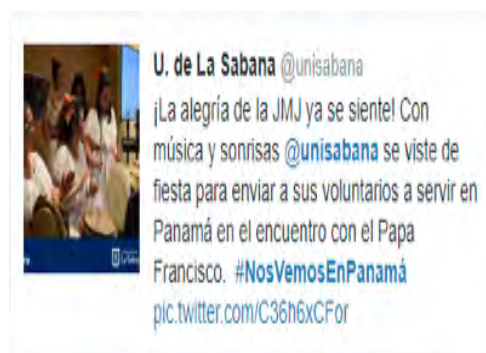 U. de La Sabana @unisabana
¡La alegría de la JMJ ya se siente! Con
música y sonrisas @unisabana se viste de
fiesta para enviar a sus voluntarios a servir en
Panamá en el encuentro con el Papa
Francisco. #NosVemosEnPanamá
pic.twitter.com/C36h6xCFor